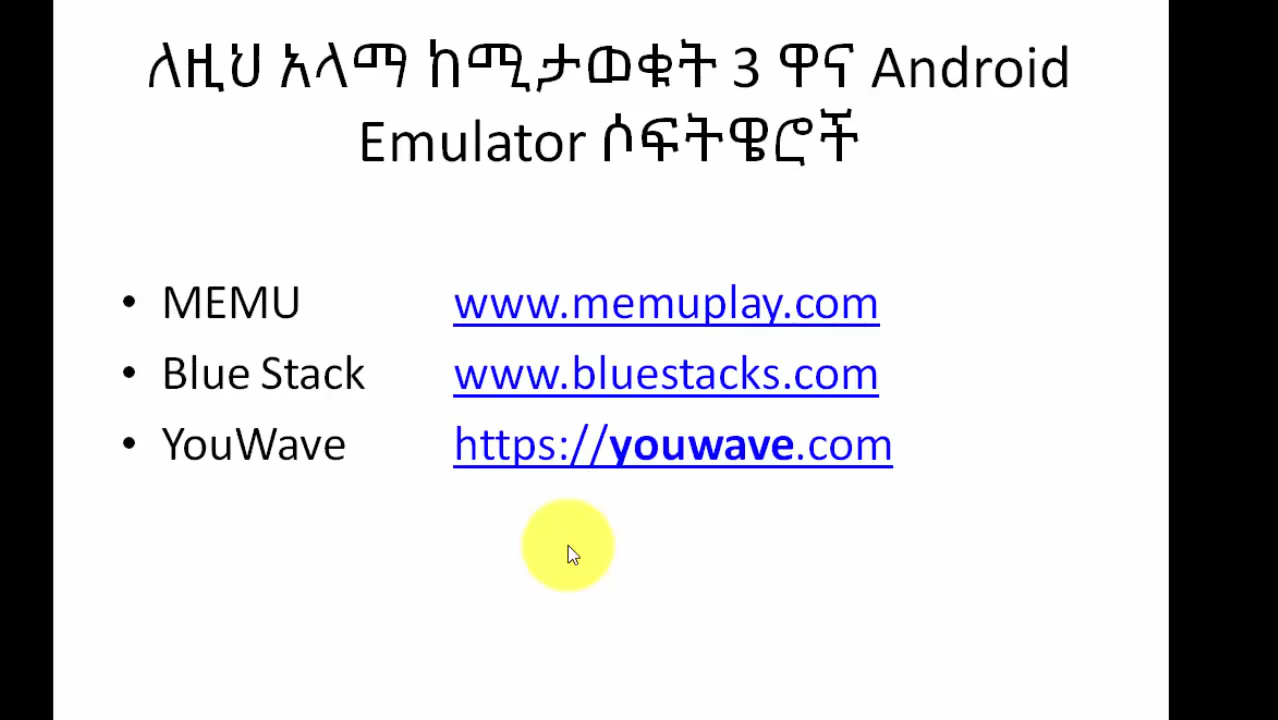 ለዚህ አላማ ከሚታወቁት 3 ዋና Android
Emulator ሶፍትዌሮች
• MEMU www.memuplay.com
• Blue Stack www.bluestacks.com
• YouWave https://youwave.com